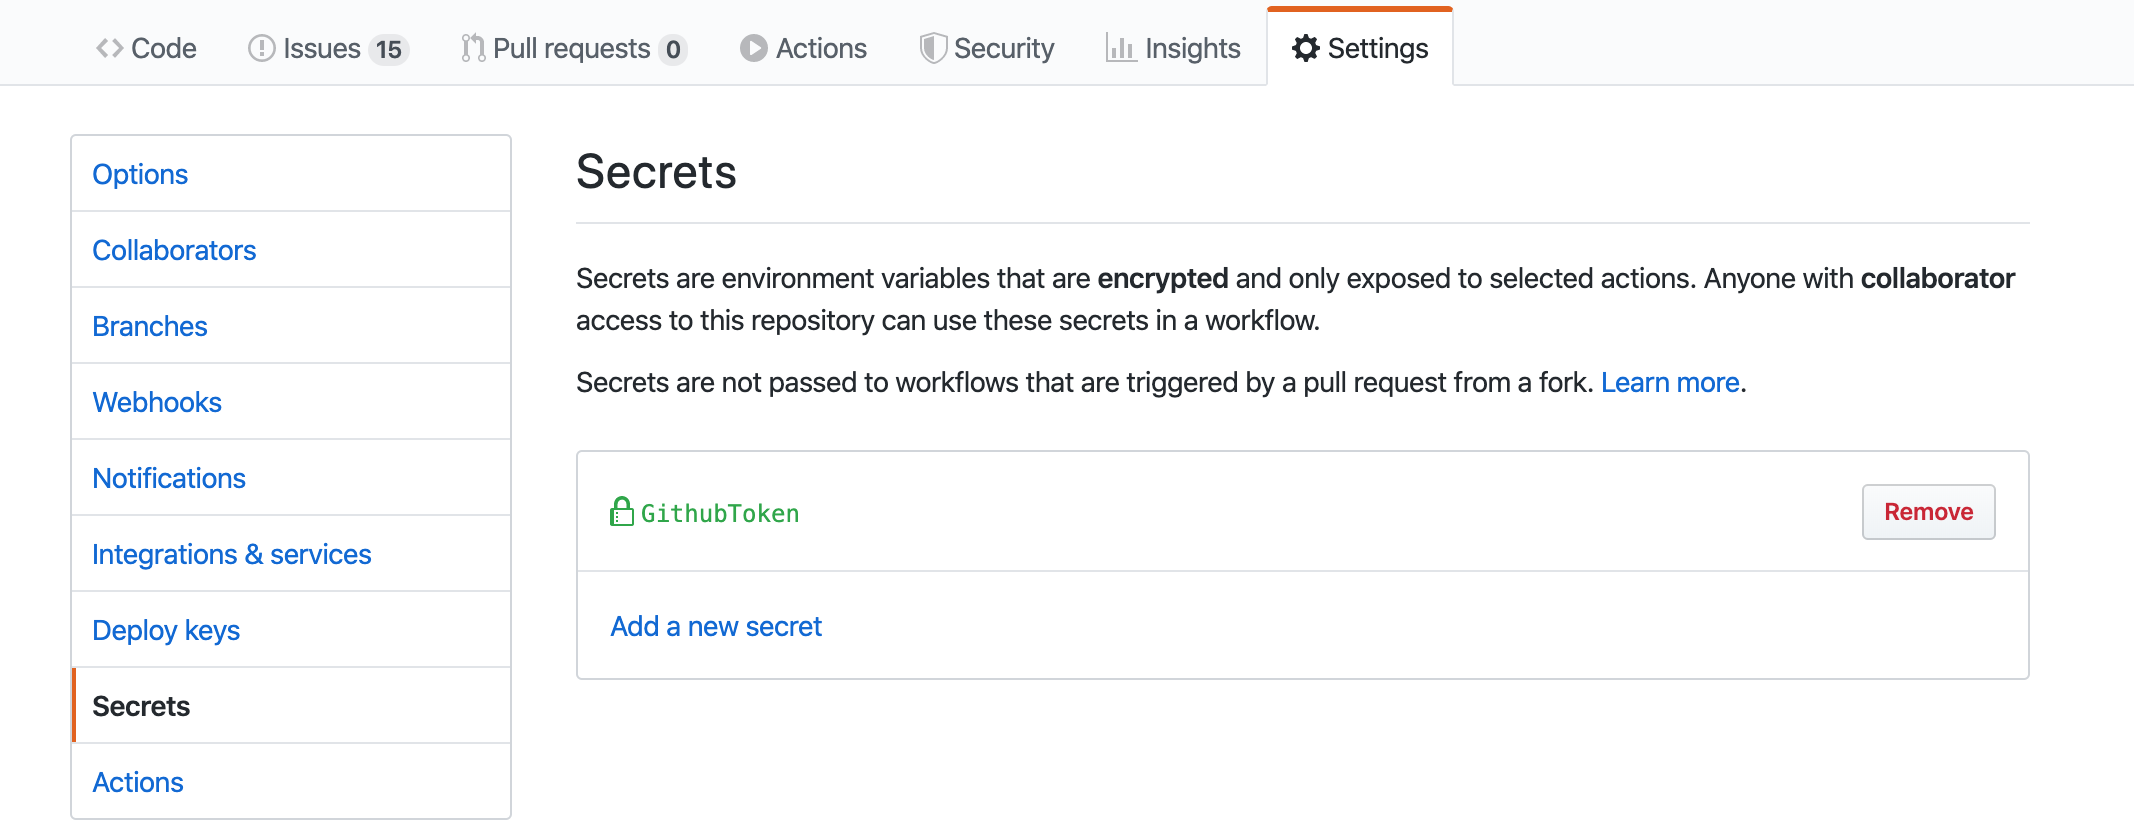 Code Issues 15 Pull requests 0 Actions Security Insights Settings
Options
Collaborators
Branches
Webhooks
Notifications
Integrations & services
Deploy keys
Secrets
Actions
Secrets
Secrets are environment variables that are encrypted and only exposed to selected actions. Anyone with collaborator
access to this repository can use these secrets in a workflow.
Secrets are not passed to workflows that are triggered by a pull request from a fork. Learn more.
GithubToken Remove
Add a new secret